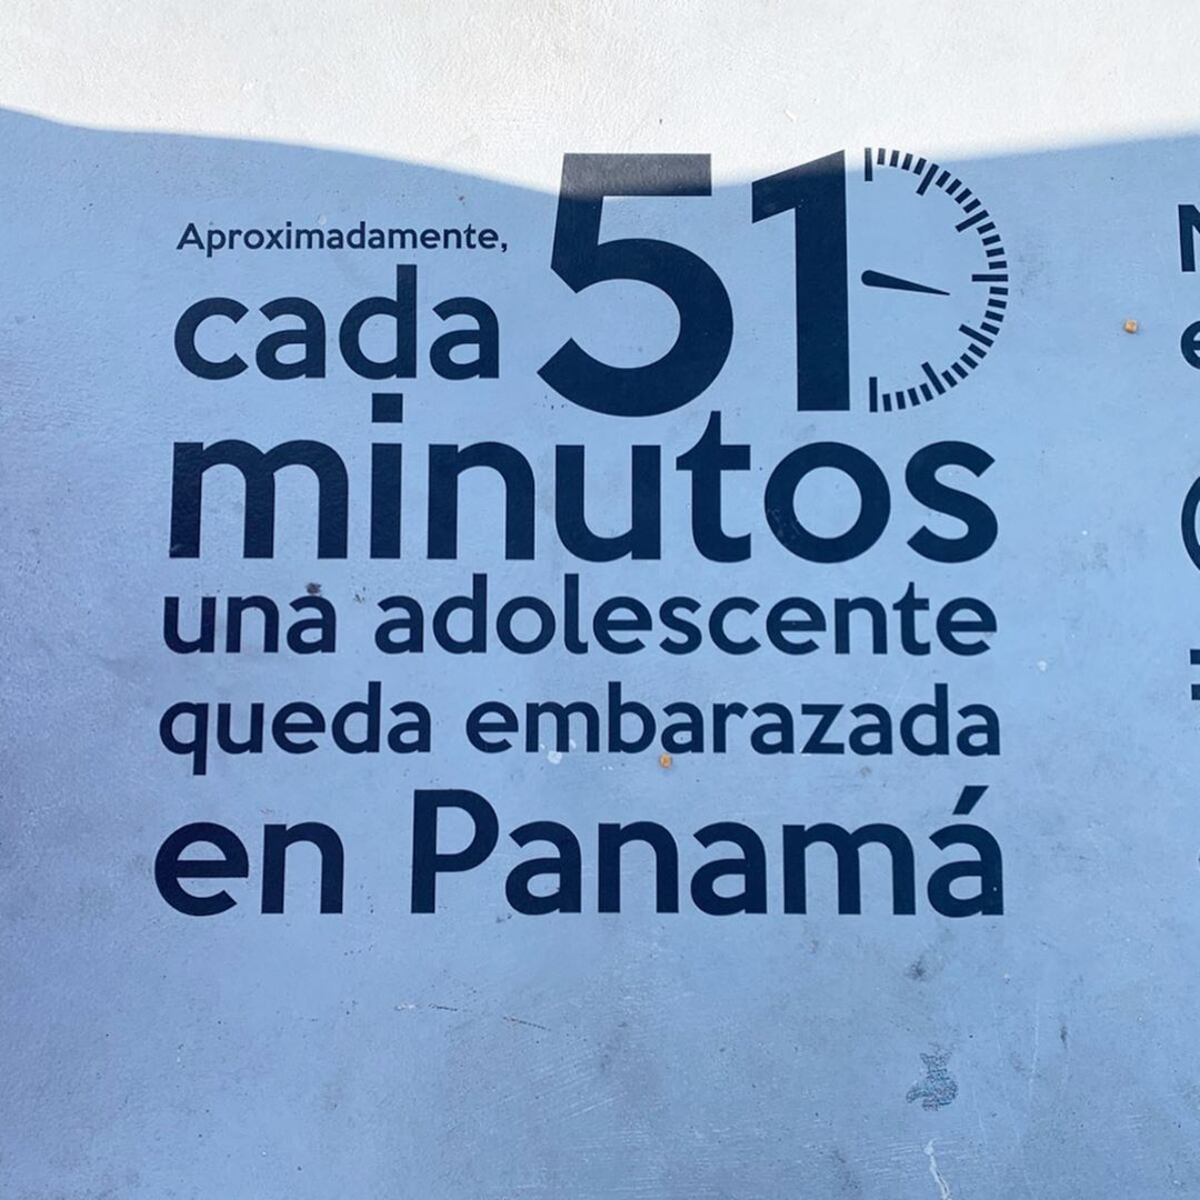 Aproximadamente,
cada 51
minutos
una adolescente
queda embarazada
en Panamá